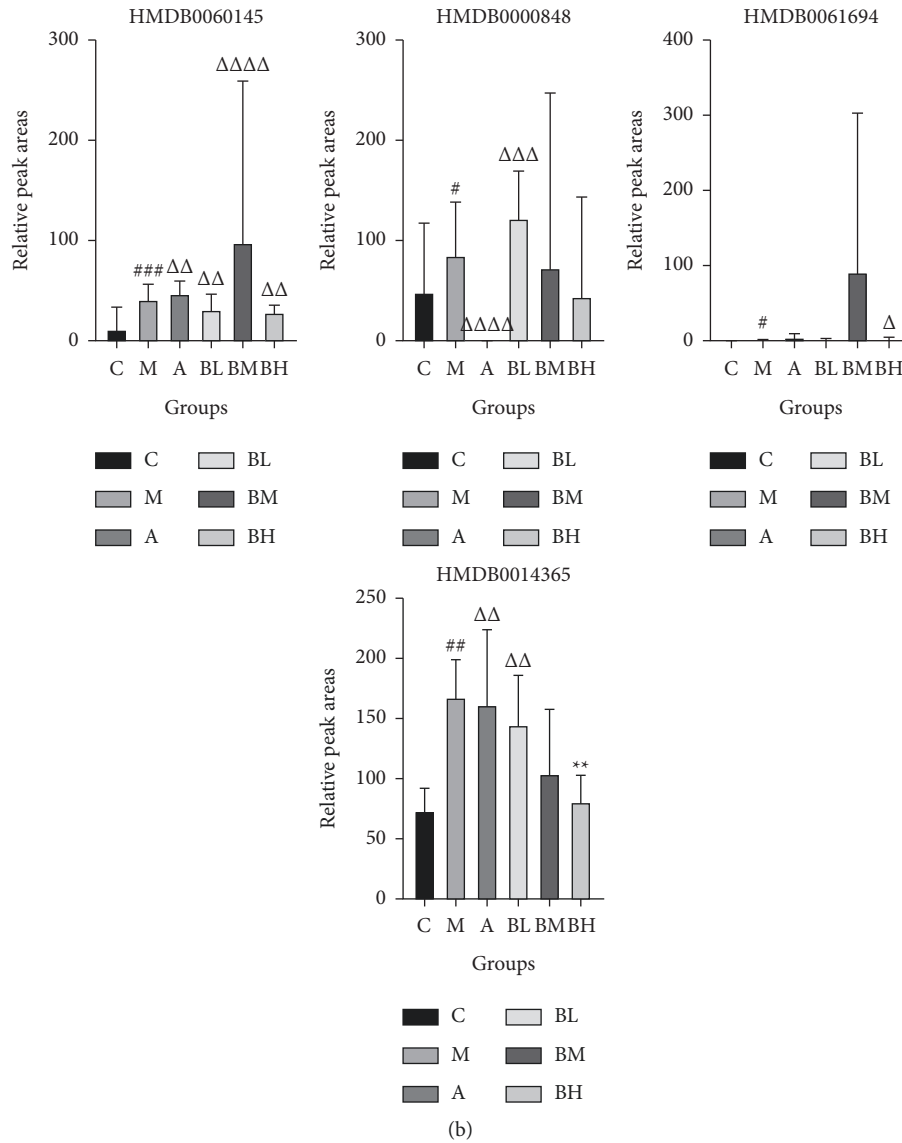 HMDB0060145
300
200
100
0
Relative peak areas
###
ΔΔ
ΔΔ
ΔΔΔΔ
ΔΔ
C M A BL BM BH
Groups
C BL
M BM
A BH
HMDB0000848
300
200
100
0
Relative peak areas
#
ΔΔΔΔ
ΔΔΔ
C M A BL BM BH
Groups
C BL
M BM
A BH
HMDB0061694
400
300
200
100
0
Relative peak areas
#
Δ
C M A BL BM BH
Groups
C BL
M BM
A BH
HMDB0014365
250
200
150
100
50
0
Relative peak areas
##
ΔΔ
ΔΔ
**
C M A BL BM BH
Groups
C BL
M BM
A BH
(b)